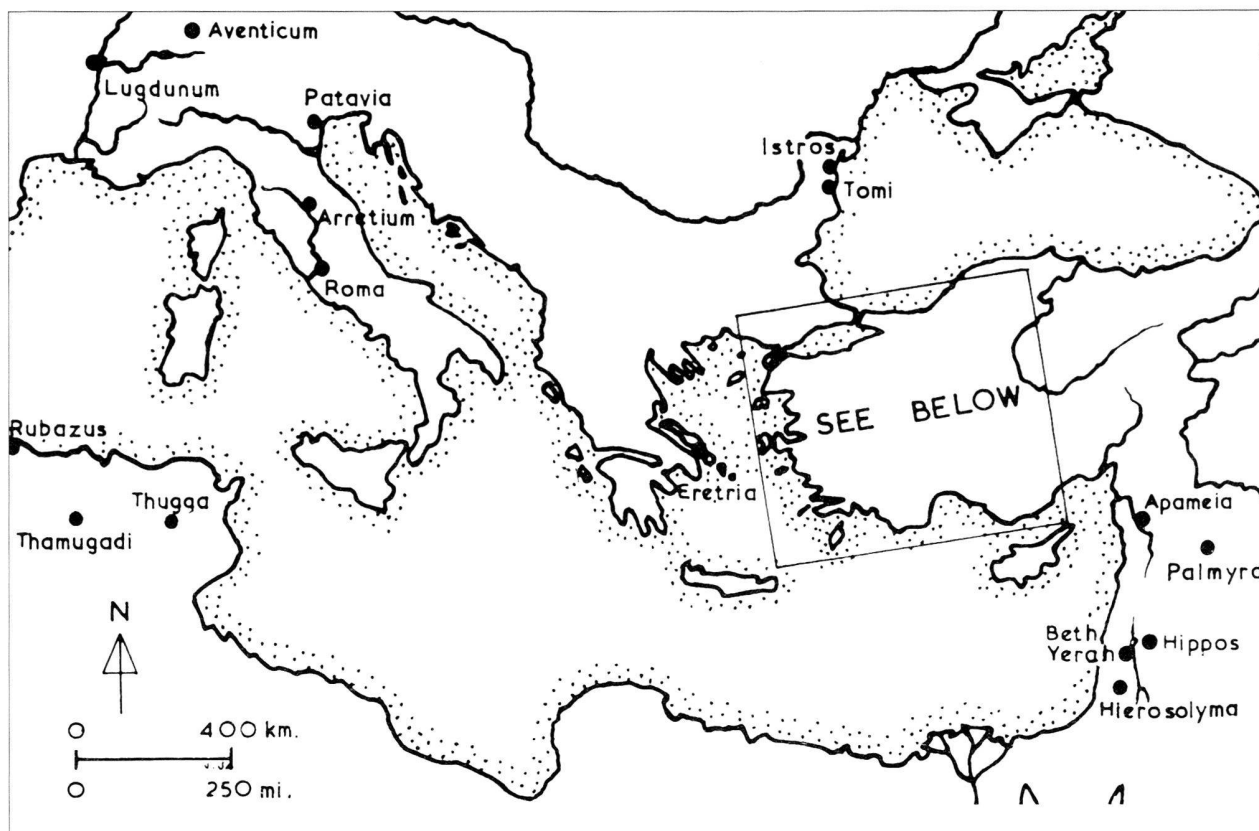 Aventicum
Lugdunum
Patavia
Istros
Tomi
Arretium
Roma
SEE BELOW
Rubazus
Thugga
Thamugadi
Eretria
Apameia
Palmyra
N
Beth
Yerah
Hippos
Hierosolyma
0 400 km.
0 250 mi.